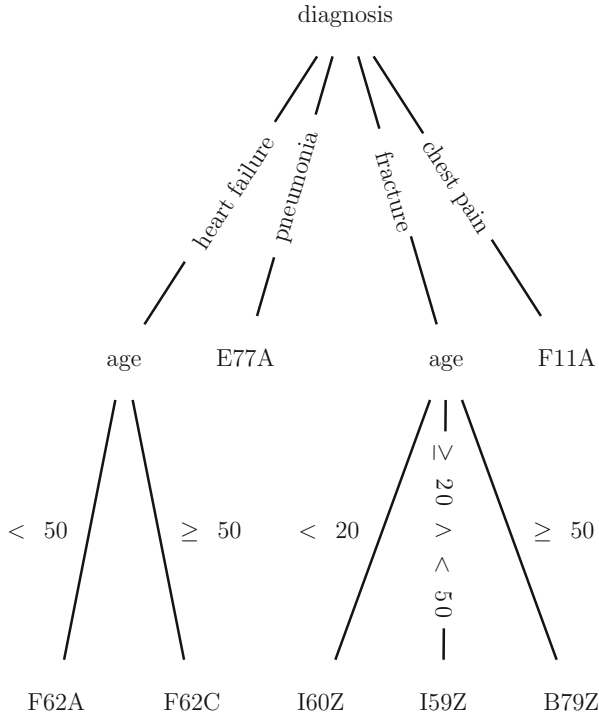 diagnosis
heart failure
pneumonia
fracture
chest pain
age
E77A
age
F11A
< 50
≥ 50
< 20
≥ 20 ∧ < 50
≥ 50
F62A
F62C
I60Z
I59Z
B79Z